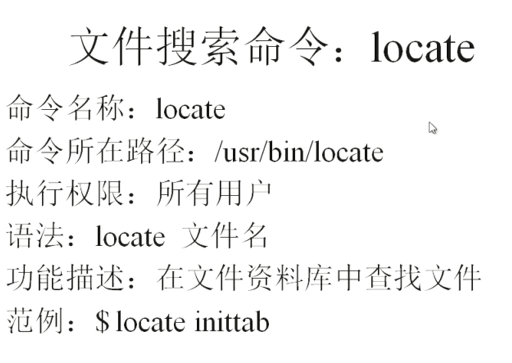 文件搜索命令：locate
命令名称：locate
命令所在路径：/usr/bin/locate
执行权限：所有用户
语法：locate 文件名
功能描述：在文件资料库中查找文件
范例：$ locate inittab